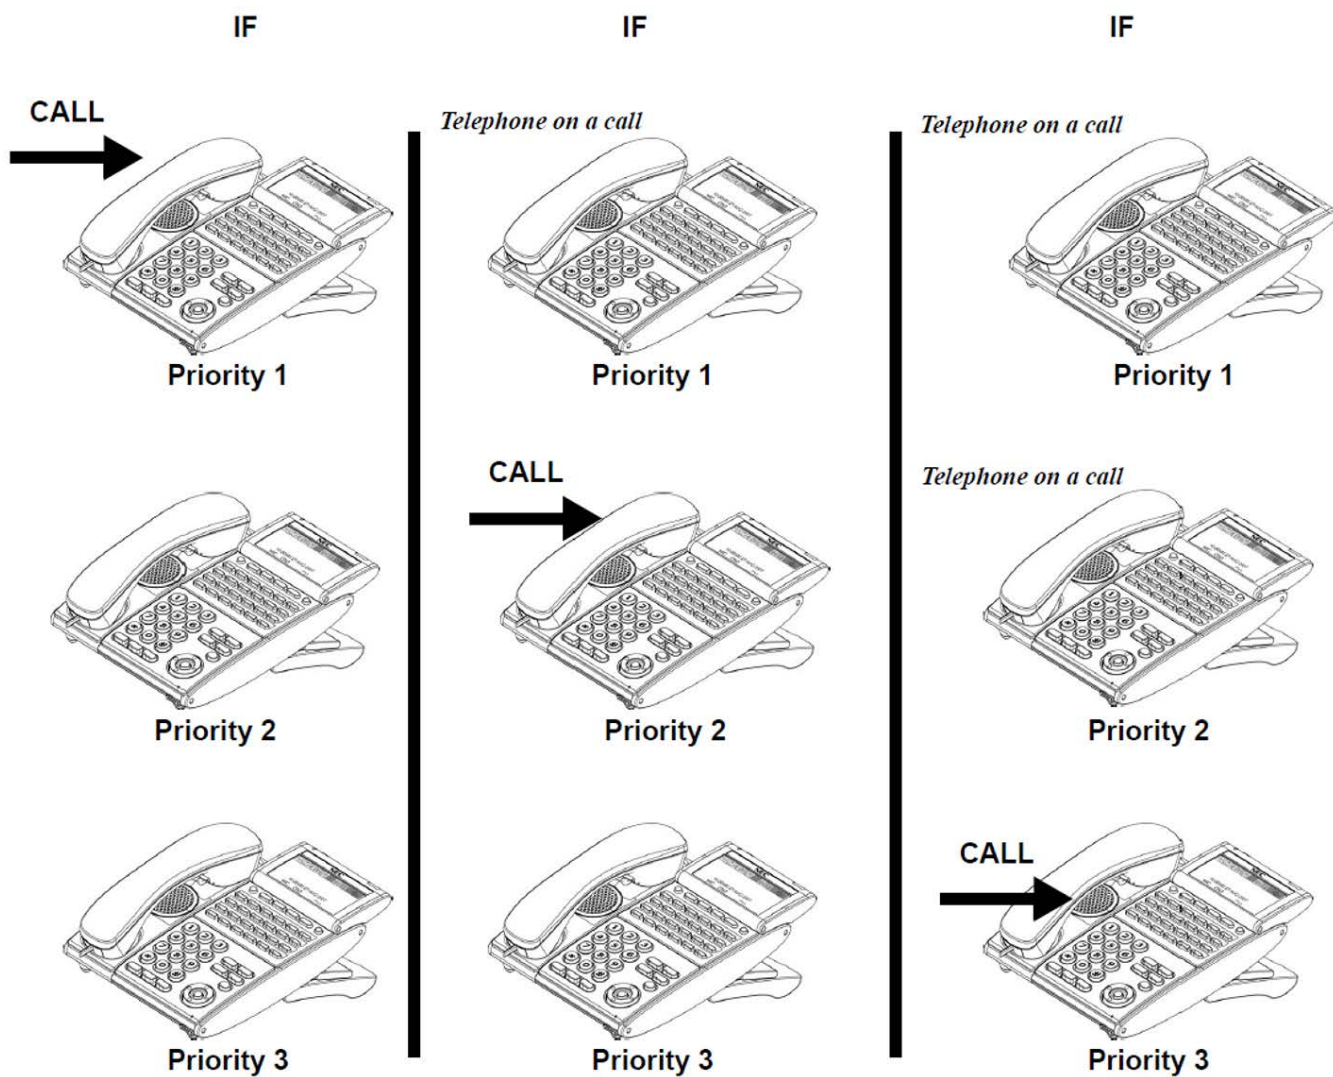 IF IF IF
CALL
Telephone on a call
Telephone on a call
Priority 1 Priority 1 Priority 1
CALL
Telephone on a call
Priority 2 Priority 2 Priority 2
CALL
Priority 3 Priority 3 Priority 3